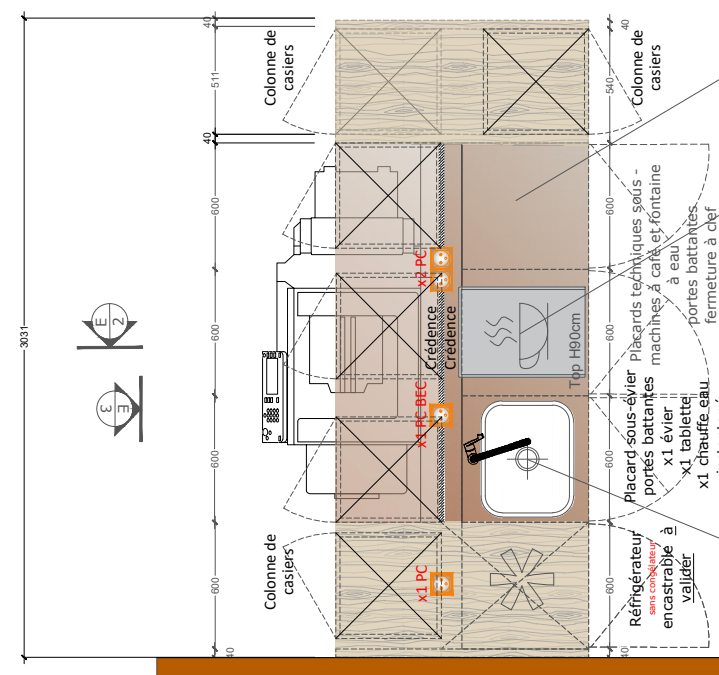 40
40
511
540
Colonne de
casiers
Colonne de
casiers
40
600
600
3031
E
2
E
3
x2 PC
Crédence
Crédence
Top H90cm
Placards techniques sous -
machines à café et fontaine
à eau
portes battantes
fermeture à clef
600
600
x1 PC BEC
Placard sous-évier
portes battantes
x1 évier
x1 tablette
x1 chauffe eau
600
600
Colonne de
casiers
x1 PC
Réfrigérateur
sans congélateur
encastrable à
valider
600
600
40
40